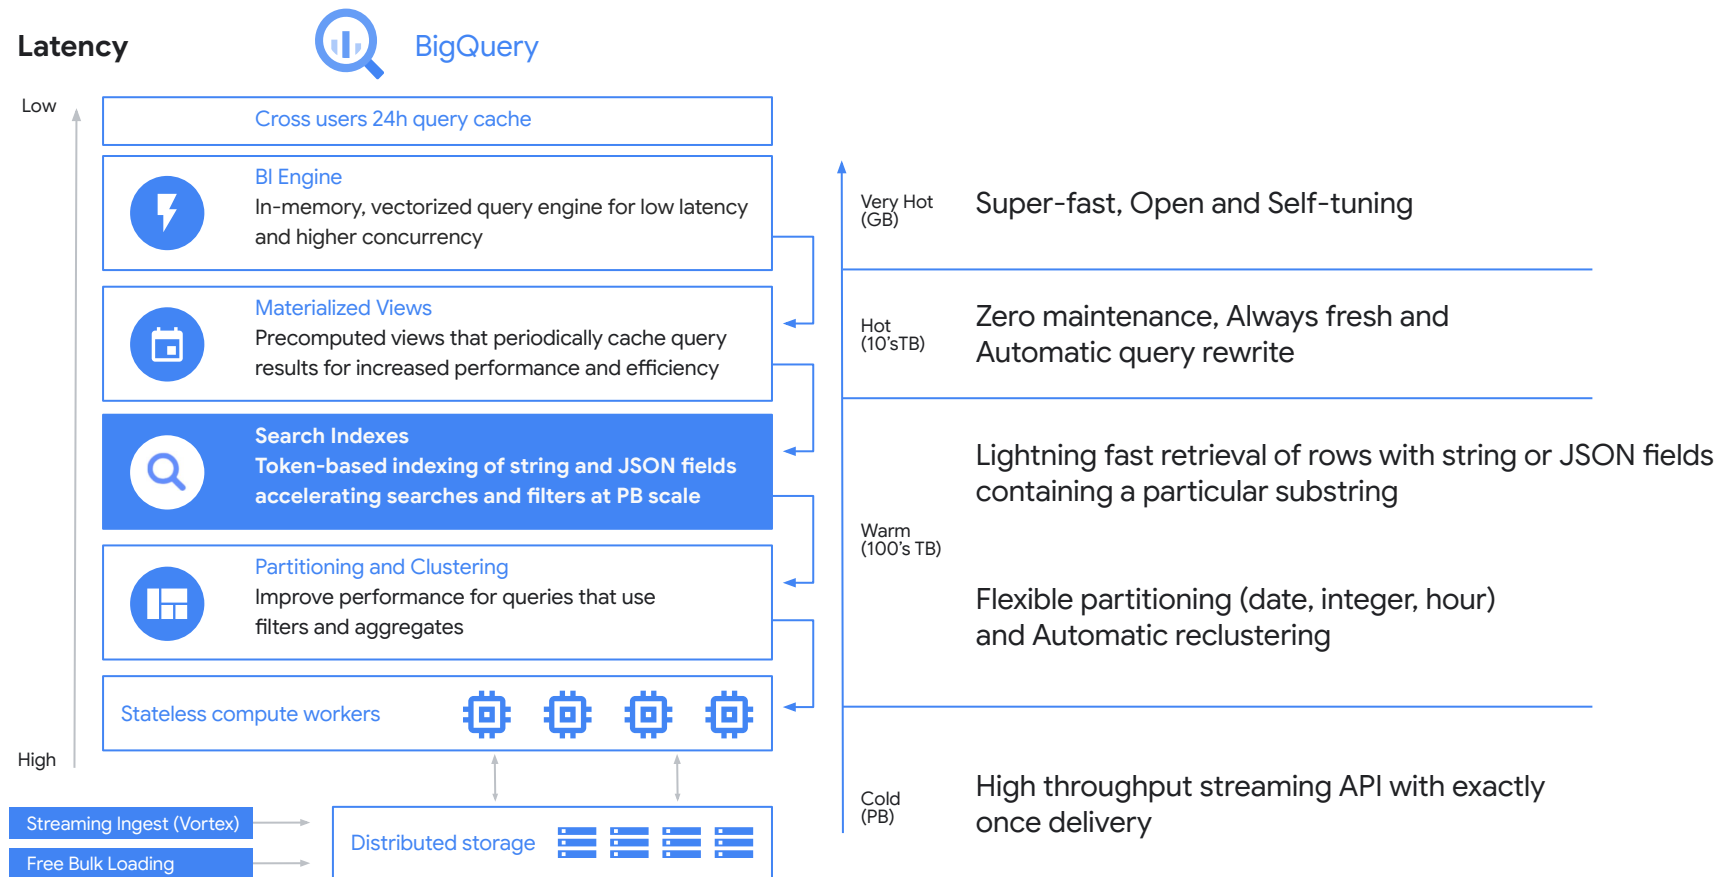 Latency
BigQuery
Low
Cross users 24h query cache
BI Engine
In-memory, vectorized query engine for low latency
and higher concurrency
Very Hot
(GB)
Super-fast, Open and Self-tuning
Materialized Views
Precomputed views that periodically cache query
results for increased performance and efficiency
Hot
(10'sTB)
Zero maintenance, Always fresh and
Automatic query rewrite
Search Indexes
Token-based indexing of string and JSON fields
accelerating searches and filters at PB scale
Lightning fast retrieval of rows with string or JSON fields
containing a particular substring
Warm
(100's TB)
Partitioning and Clustering
Improve performance for queries that use
filters and aggregates
Flexible partitioning (date, integer, hour)
and Automatic reclustering
Stateless compute workers
High
Cold
(PB)
High throughput streaming API with exactly
once delivery
Streaming Ingest (Vortex)
Free Bulk Loading
Distributed storage